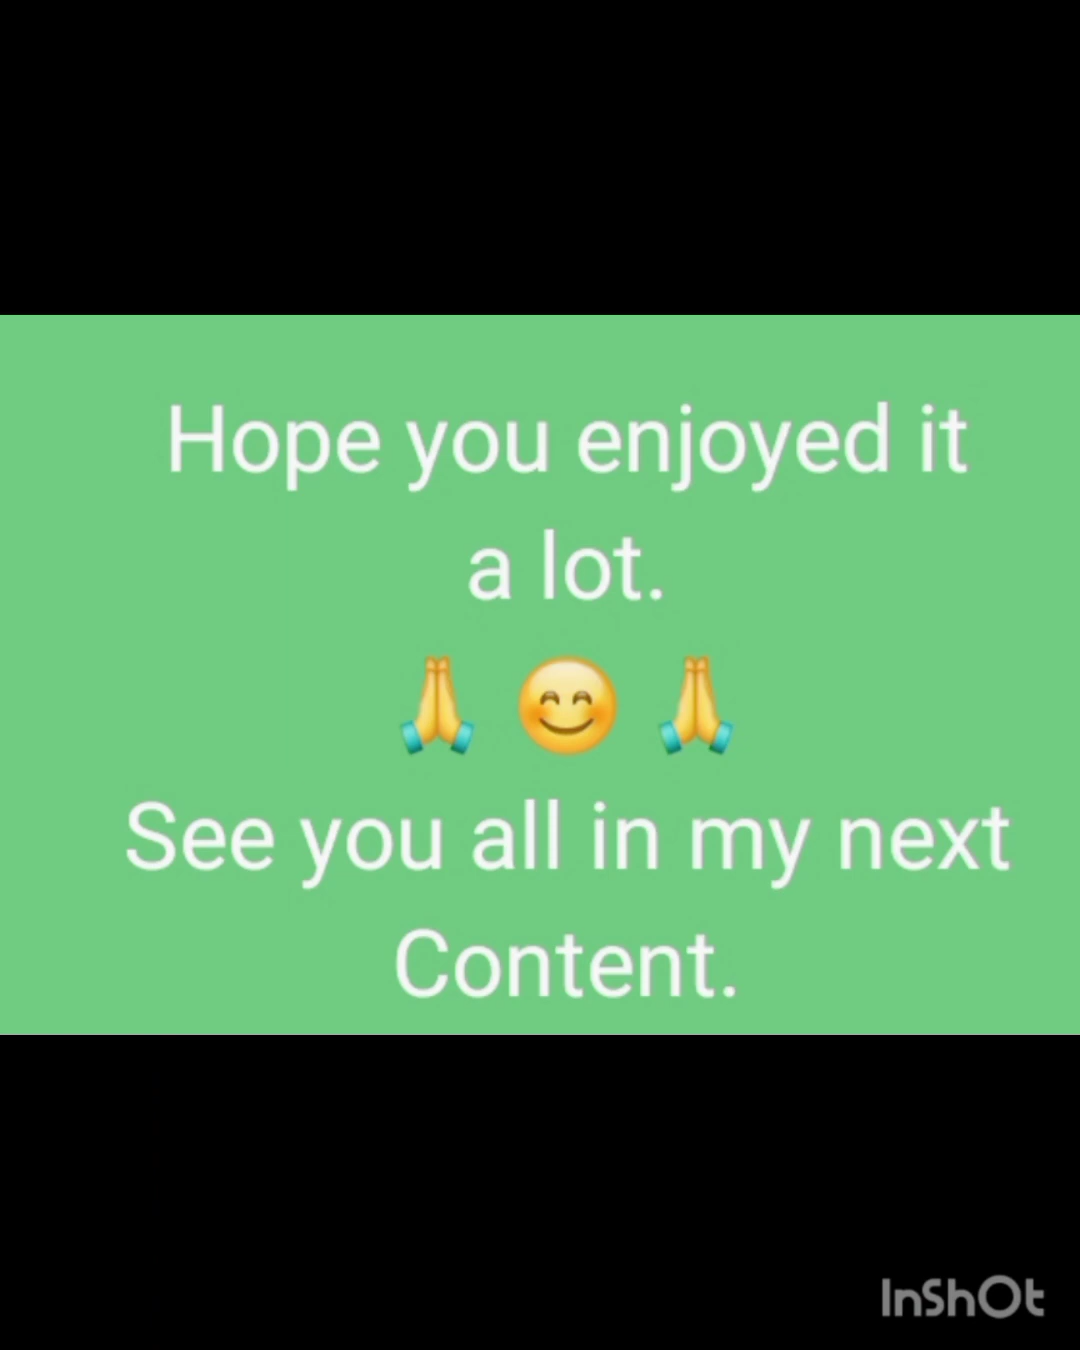 Hope you enjoyed it
a lot.
🙏 😊 🙏
See you all in my next
Content.
InShOt